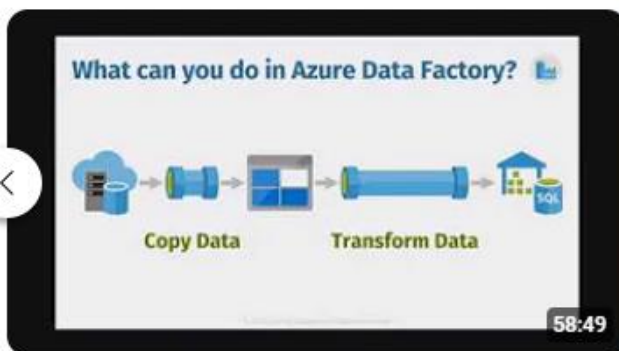 What can you do in Azure Data Factory?
SQL
Copy Data
Transform Data
58:49